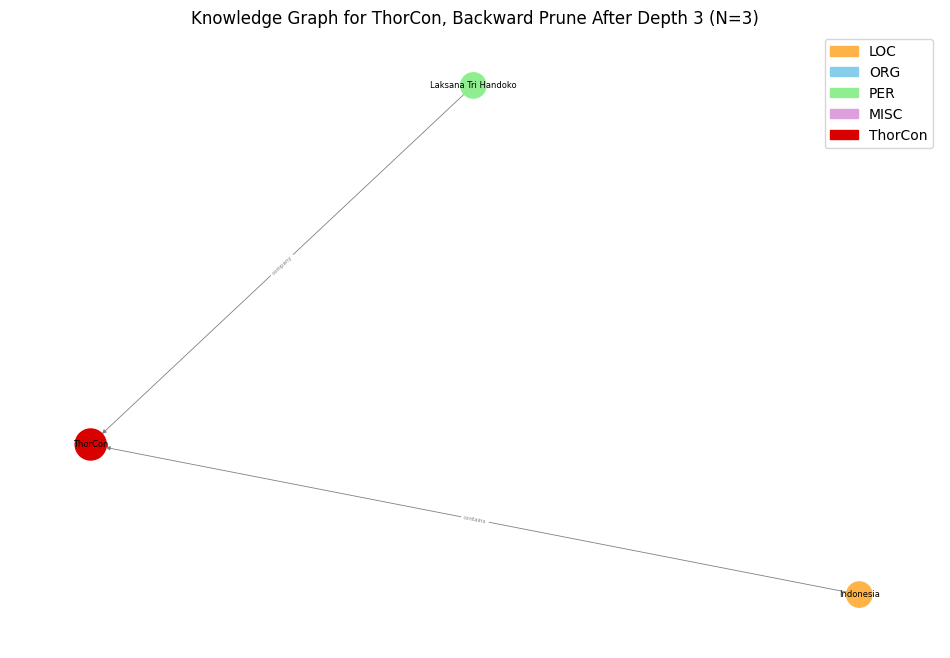 Knowledge Graph for ThorCon, Backward Prune After Depth 3 (N=3)
LOC
ORG
PER
MISC
ThorCon
Laksana Tri Handoko
company
ThorCon
contains
Indonesia